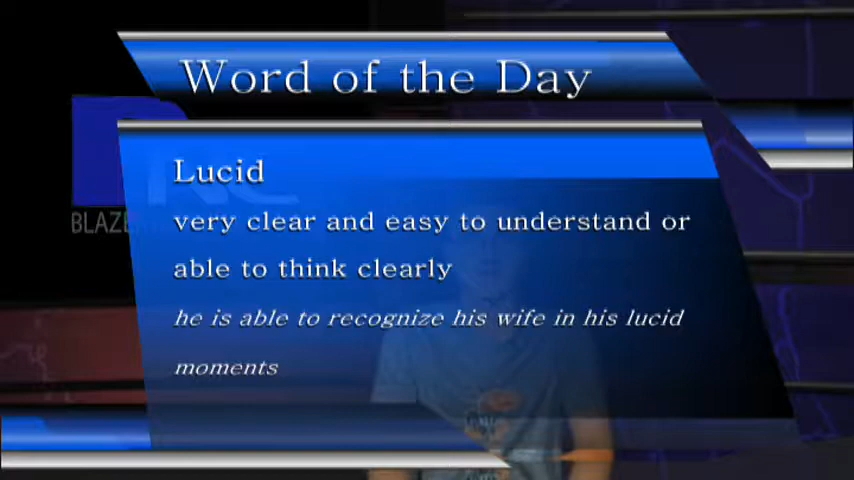 Word of the Day
Lucid
very clear and easy to understand or
able to think clearly
he is able to recognize his wife in his lucid
moments